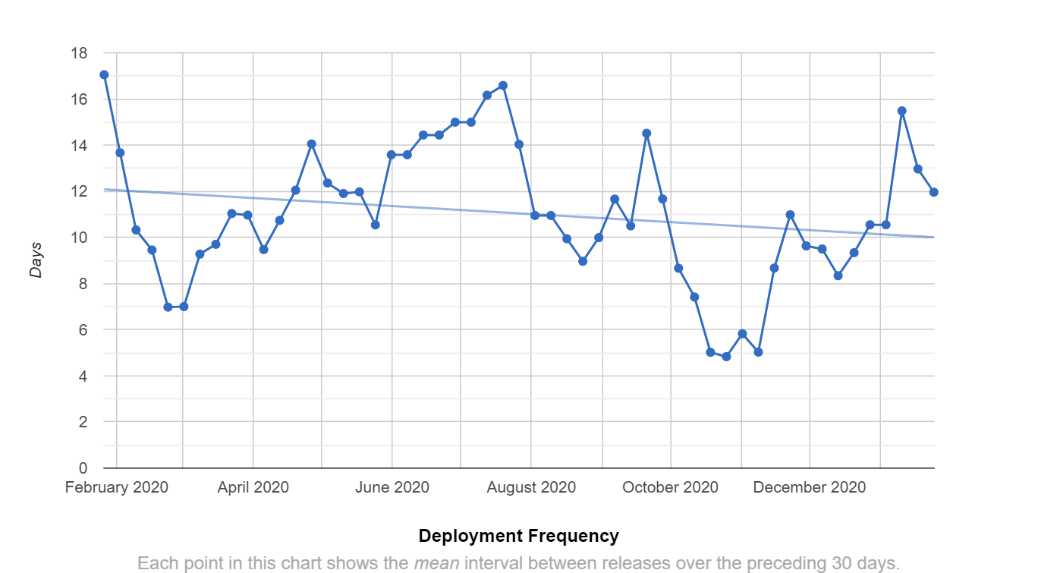 18
16
14
12
10
8
6
4
2
0
Days
February 2020 April 2020 June 2020 August 2020 October 2020 December 2020
Deployment Frequency
Each point in this chart shows the mean interval between releases over the preceding 30 days.